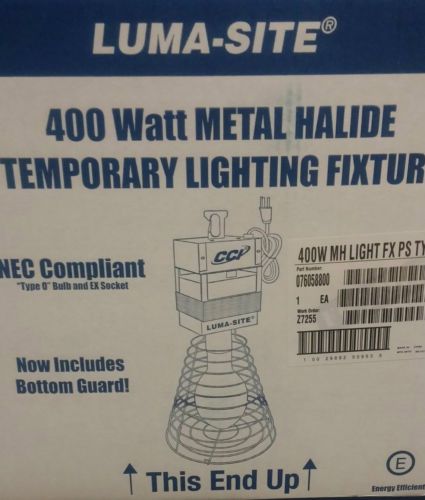 LUMA-SITE®
400 Watt METAL HALIDE
TEMPORARY LIGHTING FIXTUR
NEC Compliant
"Type O" Bulb and EX Socket
CCI
LUMA-SITE®
400W MH LIGHT FX PS TY
Part Number:
076058800
1 EA
Work Order:
Z7255
Now Includes
Bottom Guard!
This End Up
E
Energy Efficient